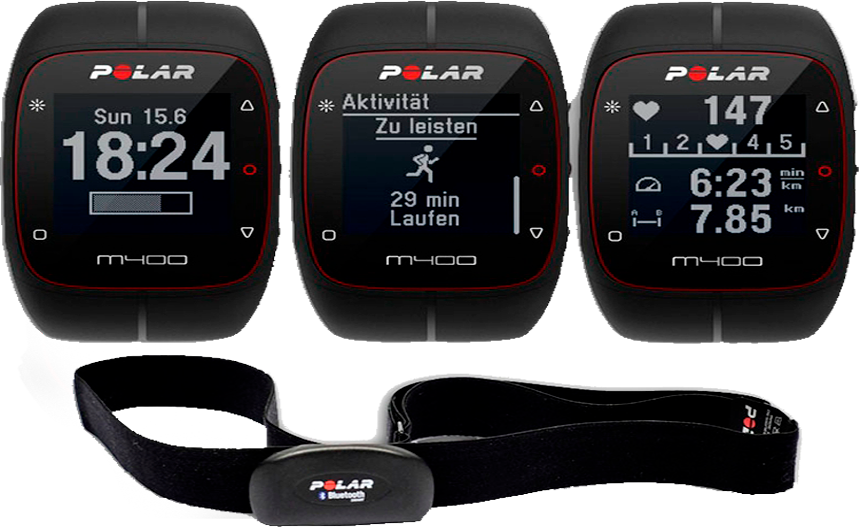 POLAR
Sun 15.6
18:24
M400
POLAR
Aktivität
Zu leisten
29 min
Laufen
M400
POLAR
147
1 2 4 5
6:23 min km
A B 7.85 km
M400
POLAR
Bluetooth